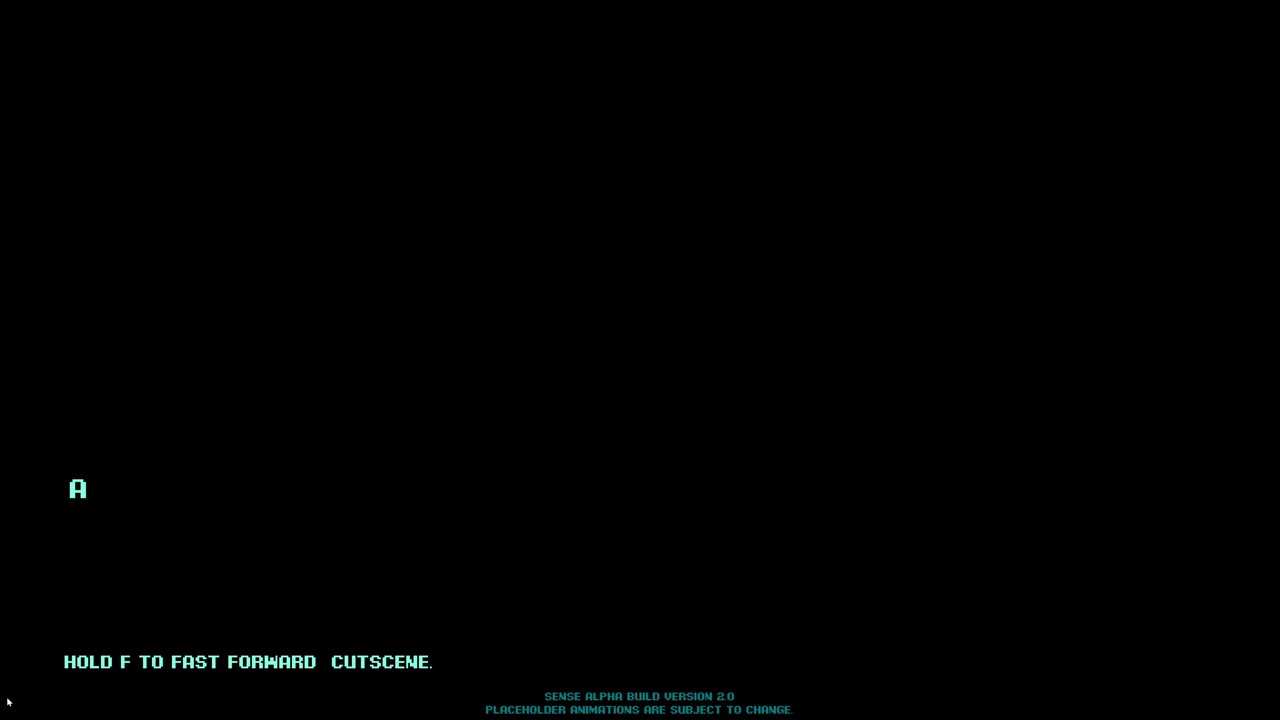 A
HOLD F TO FAST FORWARD CUTSCENE.
SENSE ALPHA BUILD VERSION 2.0
PLACEHOLDER ANIMATIONS ARE SUBJECT TO CHANGE.